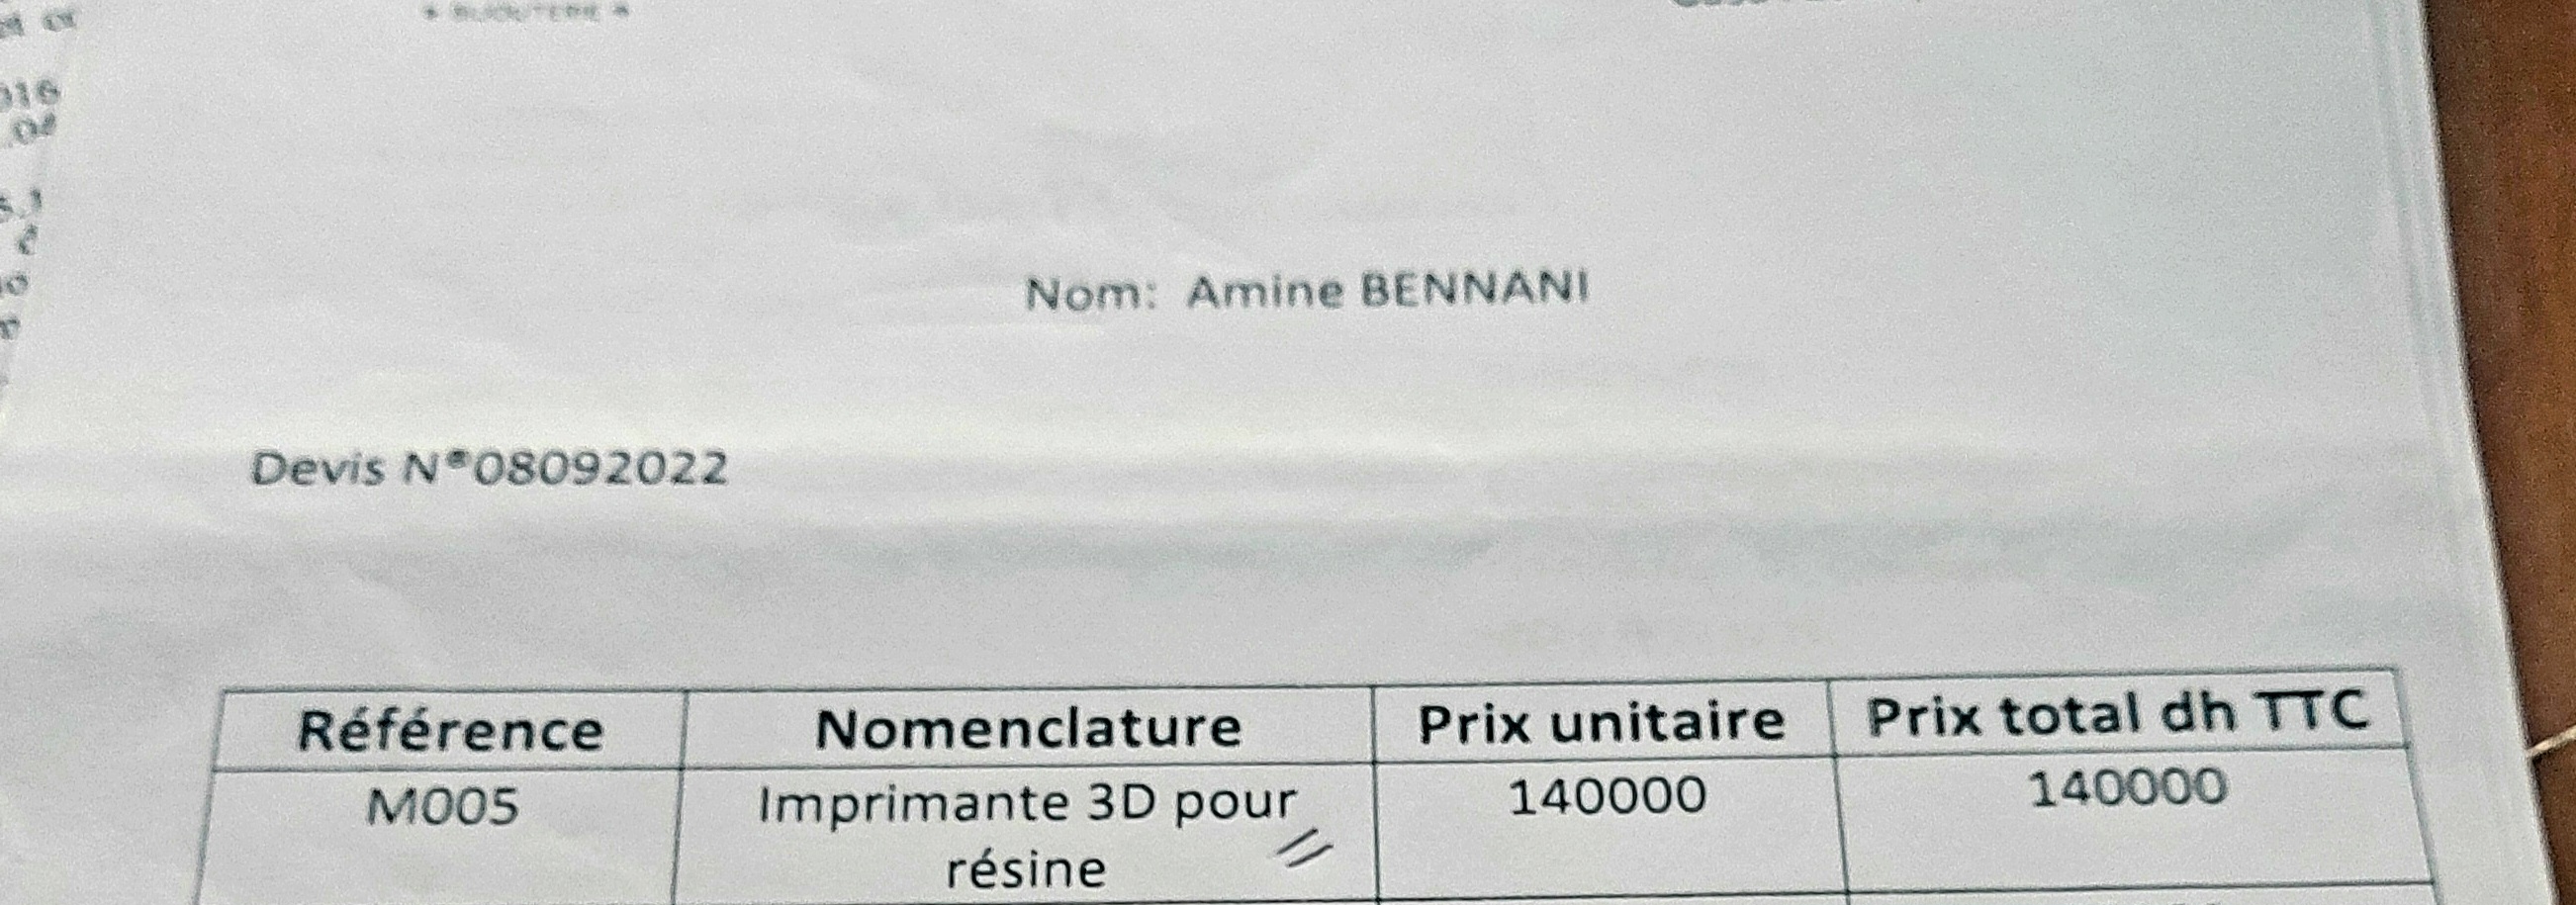 * BIJOUTERIE *
Nom: Amine BENNANI
Devis N°08092022
Référence Nomenclature Prix unitaire Prix total dh TTC
M005 Imprimante 3D pour 140000 140000
résine